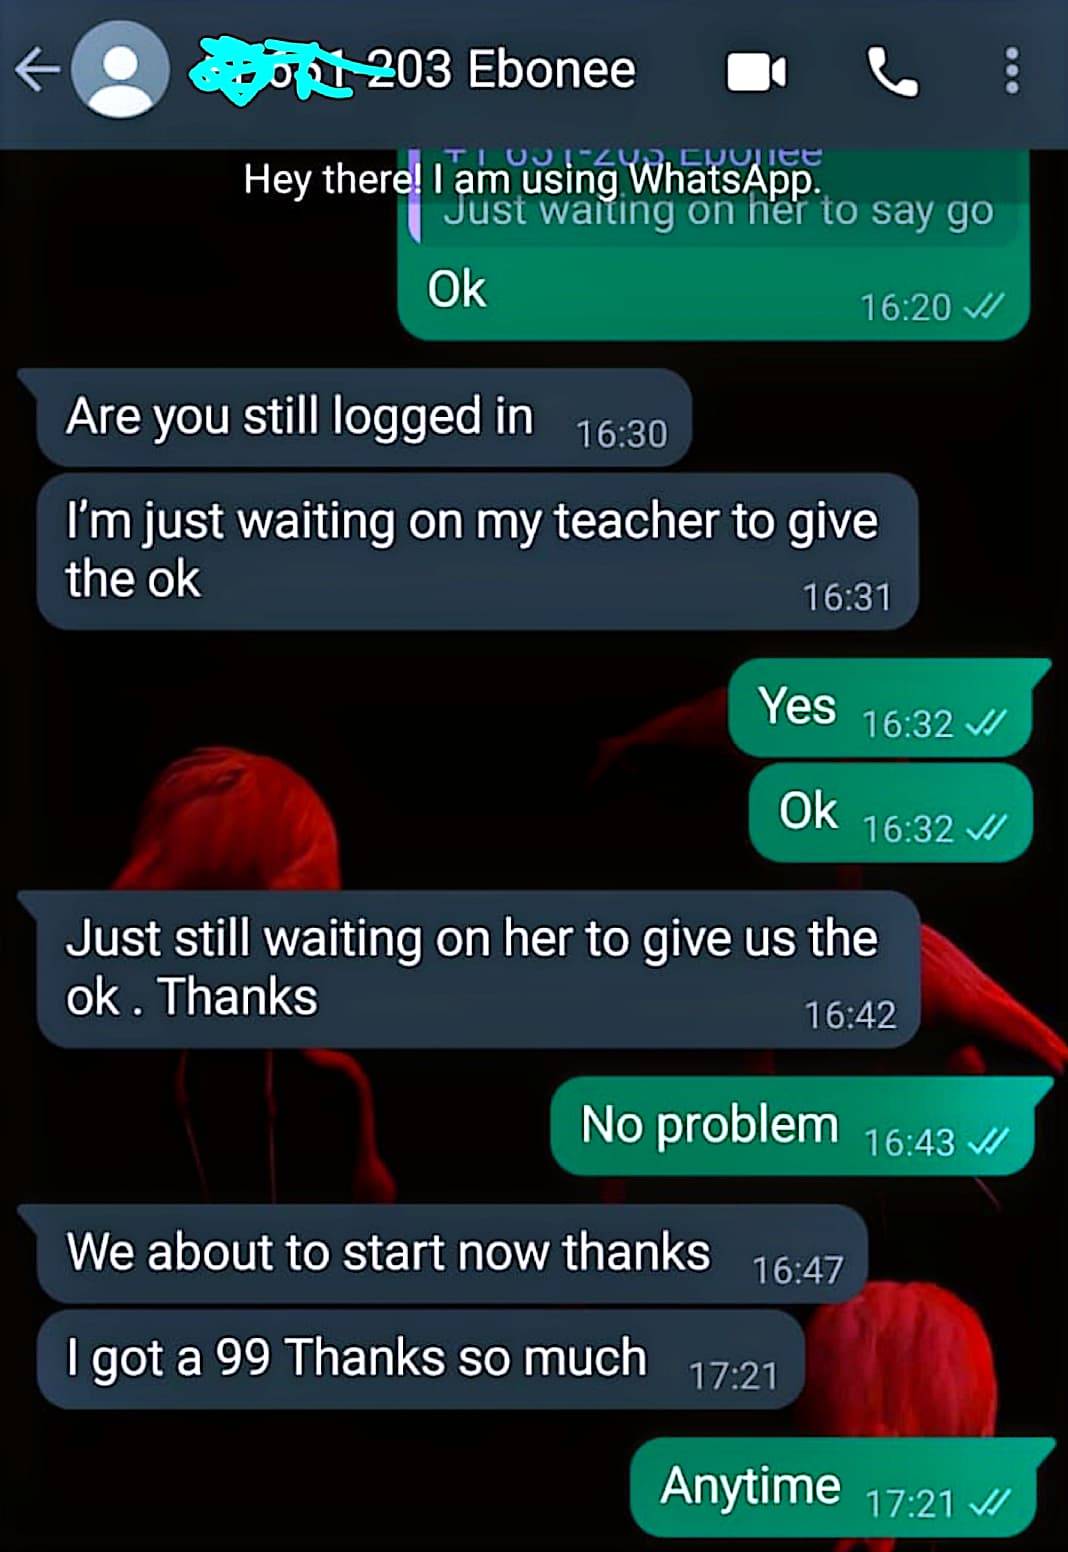 203 Ebonee
+1 651-203 Ebonee
Hey there! I am using WhatsApp.
Just waiting on her to say go
Ok
16:20
Are you still logged in
16:30
I'm just waiting on my teacher to give
the ok
16:31
Yes
16:32
Ok
16:32
Just still waiting on her to give us the
ok . Thanks
16:42
No problem
16:43
We about to start now thanks
16:47
I got a 99 Thanks so much
17:21
Anytime
17:21